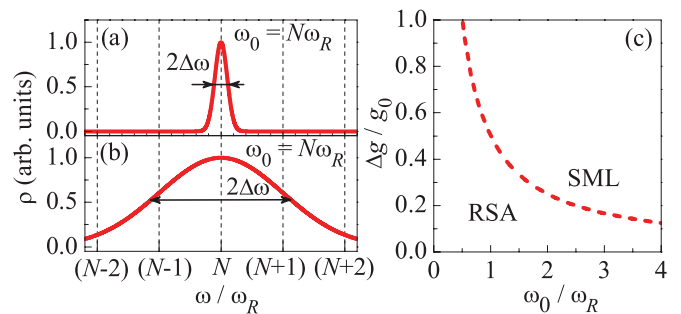 (a)
ω0 = NωR
2Δω
1.0
0.5
0.0
(b)
ω0 = NωR
2Δω
1.0
0.5
0.0
ρ (arb. units)
(N-2) (N-1) N (N+1) (N+2)
ω / ωR
(c)
1.0
0.8
0.6
0.4
0.2
0.0
Δg / g0
SML
RSA
0 1 2 3 4
ω0 / ωR